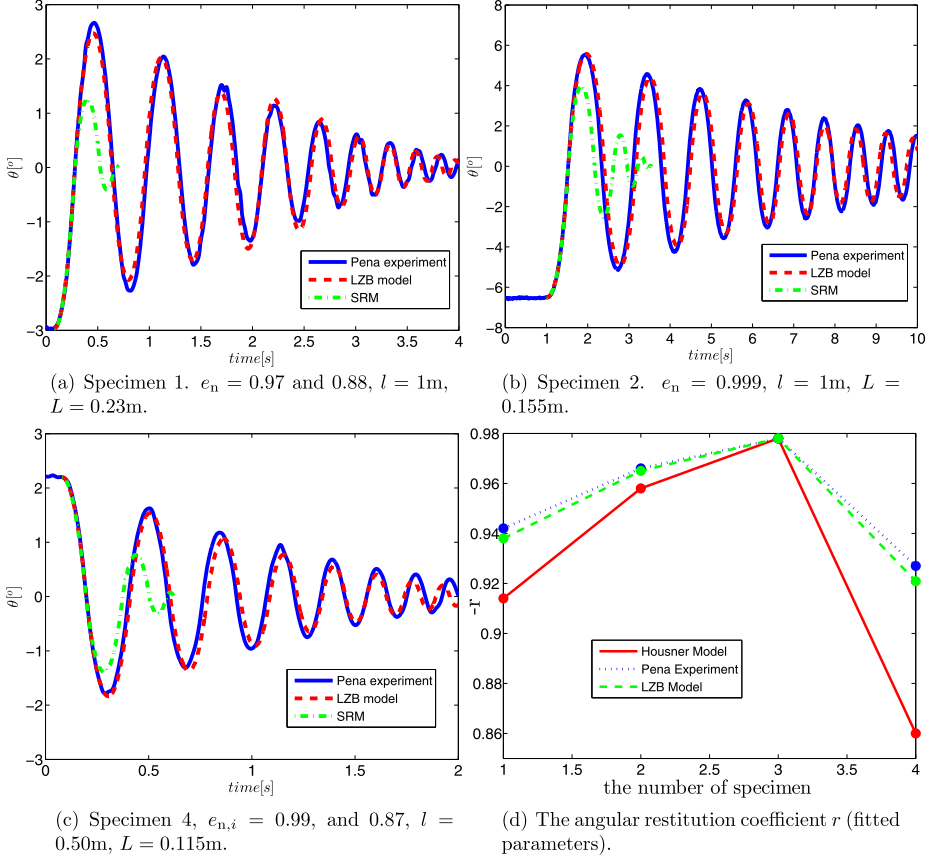 3
2
1
0
−1
−2
−3
θ[°]
0 0.5 1 1.5 2 2.5 3 3.5 4
time[s]
Pena experiment
LZB model
SRM
(a) Specimen 1. eₙ = 0.97 and 0.88, l = 1m,
L = 0.23m.
8
6
4
2
0
−2
−4
−6
−8
θ[°]
0 1 2 3 4 5 6 7 8 9 10
time[s]
Pena experiment
LZB model
SRM
(b) Specimen 2. eₙ = 0.999, l = 1m, L =
0.155m.
3
2
1
0
−1
−2
−3
θ[°]
0 0.5 1 1.5 2
time[s]
Pena experiment
LZB model
SRM
(c) Specimen 4, eₙ,ᵢ = 0.99, and 0.87, l =
0.50m, L = 0.115m.
0.98
0.96
0.94
0.92
0.9
0.88
0.86
-r
1 1.5 2 2.5 3 3.5 4
the number of specimen
Housner Model
Pena Experiment
LZB Model
(d) The angular restitution coefficient r (fitted
parameters).